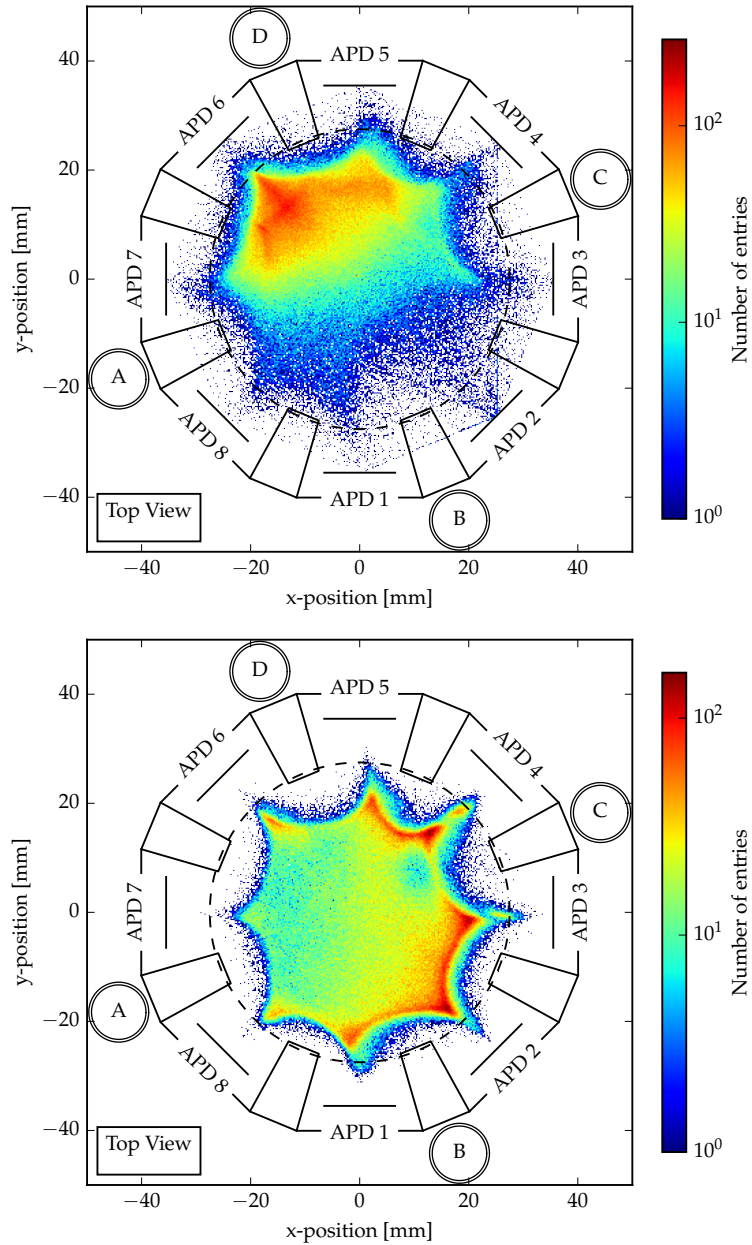 D
APD 5
APD 6
APD 4
C
APD 7
APD 3
A
APD 8
APD 2
APD 1
B
Top View
40
20
0
−20
−40
y-position [mm]
−40 −20 0 20 40
x-position [mm]
10^2
10^1
10^0
Number of entries
D
APD 5
APD 6
APD 4
C
APD 7
APD 3
A
APD 8
APD 2
APD 1
B
Top View
40
20
0
−20
−40
y-position [mm]
−40 −20 0 20 40
x-position [mm]
10^2
10^1
10^0
Number of entries